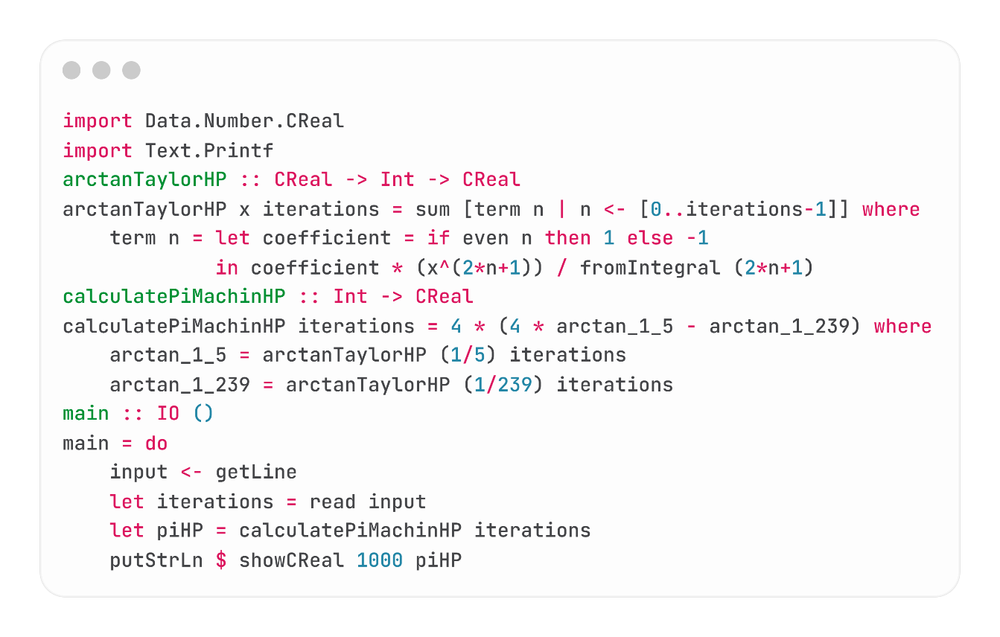 import Data.Number.CReal
import Text.Printf
arctanTaylorHP :: CReal -> Int -> CReal
arctanTaylorHP x iterations = sum [term n | n <- [0..iterations-1]] where
    term n = let coefficient = if even n then 1 else -1
             in coefficient * (x^(2*n+1)) / fromIntegral (2*n+1)
calculatePiMachinHP :: Int -> CReal
calculatePiMachinHP iterations = 4 * (4 * arctan_1_5 - arctan_1_239) where
    arctan_1_5 = arctanTaylorHP (1/5) iterations
    arctan_1_239 = arctanTaylorHP (1/239) iterations
main :: IO ()
main = do
    input <- getLine
    let iterations = read input
    let piHP = calculatePiMachinHP iterations
    putStrLn $ showCReal 1000 piHP